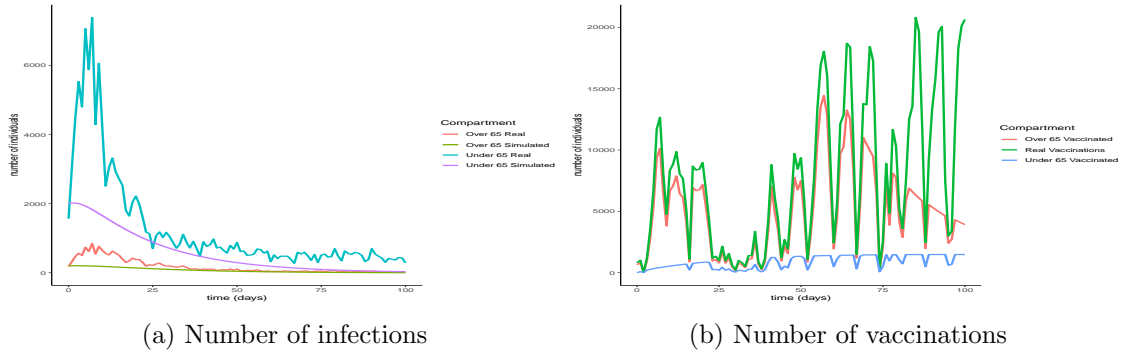 number of individuals
6000
4000
2000
0
0
25
50
75
100
time (days)
Compartment
Over 65 Real
Over 65 Simulated
Under 65 Real
Under 65 Simulated
(a) Number of infections
number of individuals
20000
15000
10000
5000
0
0
25
50
75
100
time (days)
Compartment
Over 65 Vaccinated
Real Vaccinations
Under 65 Vaccinated
(b) Number of vaccinations